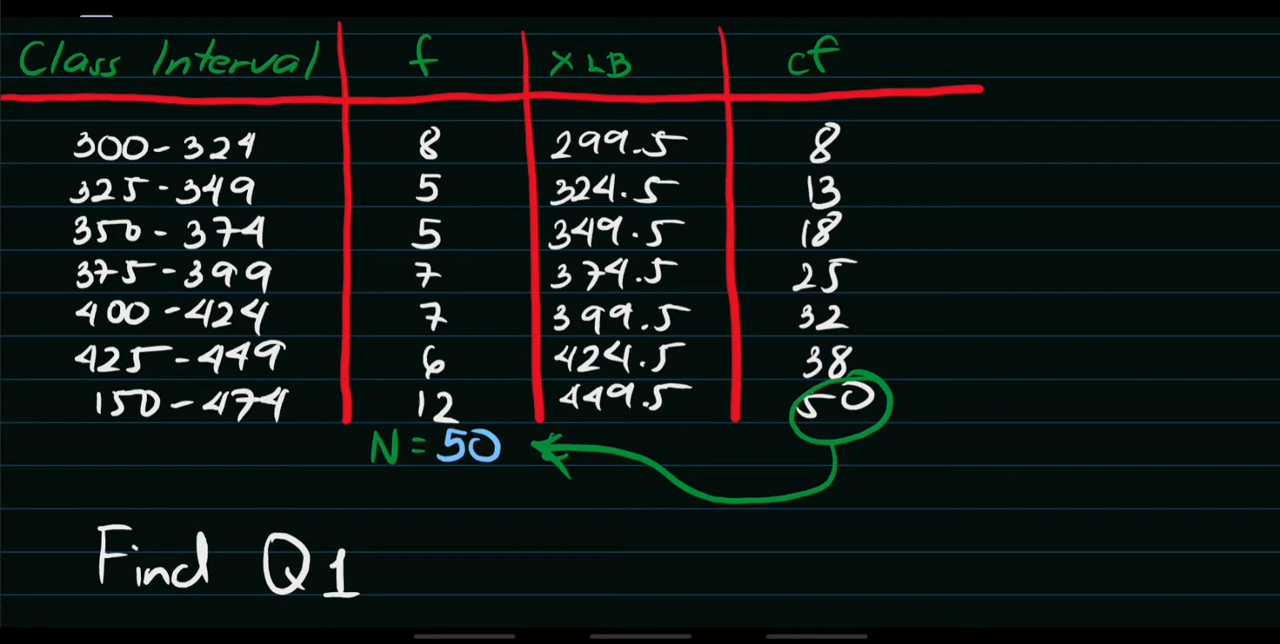 Class Interval f XLB cf
300-324 8 299.5 8
325-349 5 324.5 13
350-374 5 349.5 18
375-399 7 374.5 25
400-424 7 399.5 32
425-449 6 424.5 38
150-474 12 449.5 50
N = 50
Find Q1